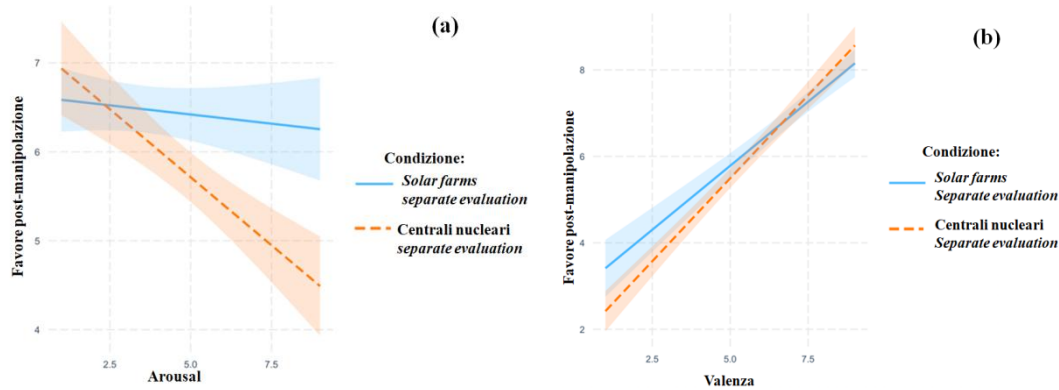 (a)
Favore post-manipolazione
7
6
5
4
2.5
5.0
7.5
Arousal
Condizione:
Solar farms
separate evaluation
Centrali nucleari
separate evaluation
(b)
Favore post-manipolazione
8
6
4
2
2.5
5.0
7.5
Valenza
Condizione:
Solar farms
Separate evaluation
Centrali nucleari
Separate evaluation